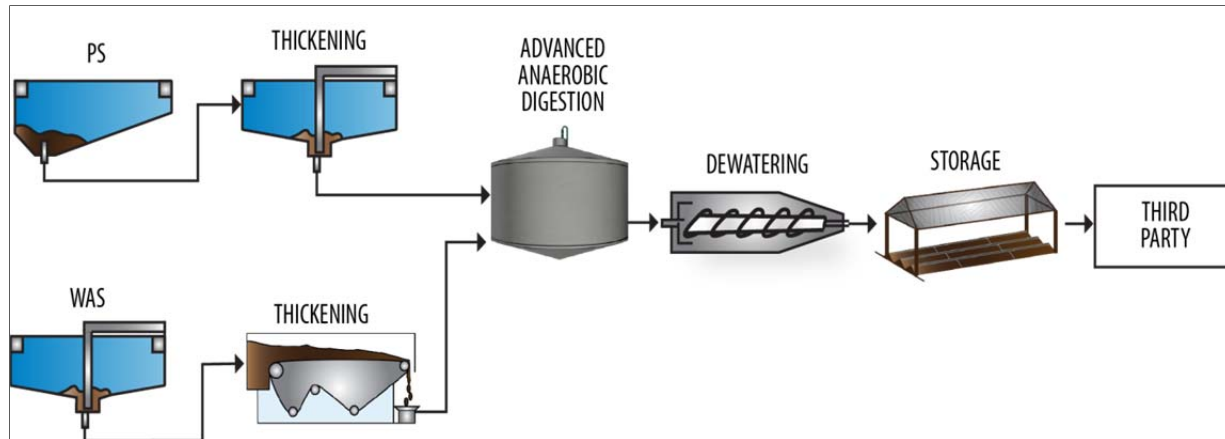 PS
THICKENING
ADVANCED
ANAEROBIC
DIGESTION
DEWATERING
STORAGE
THIRD
PARTY
WAS
THICKENING